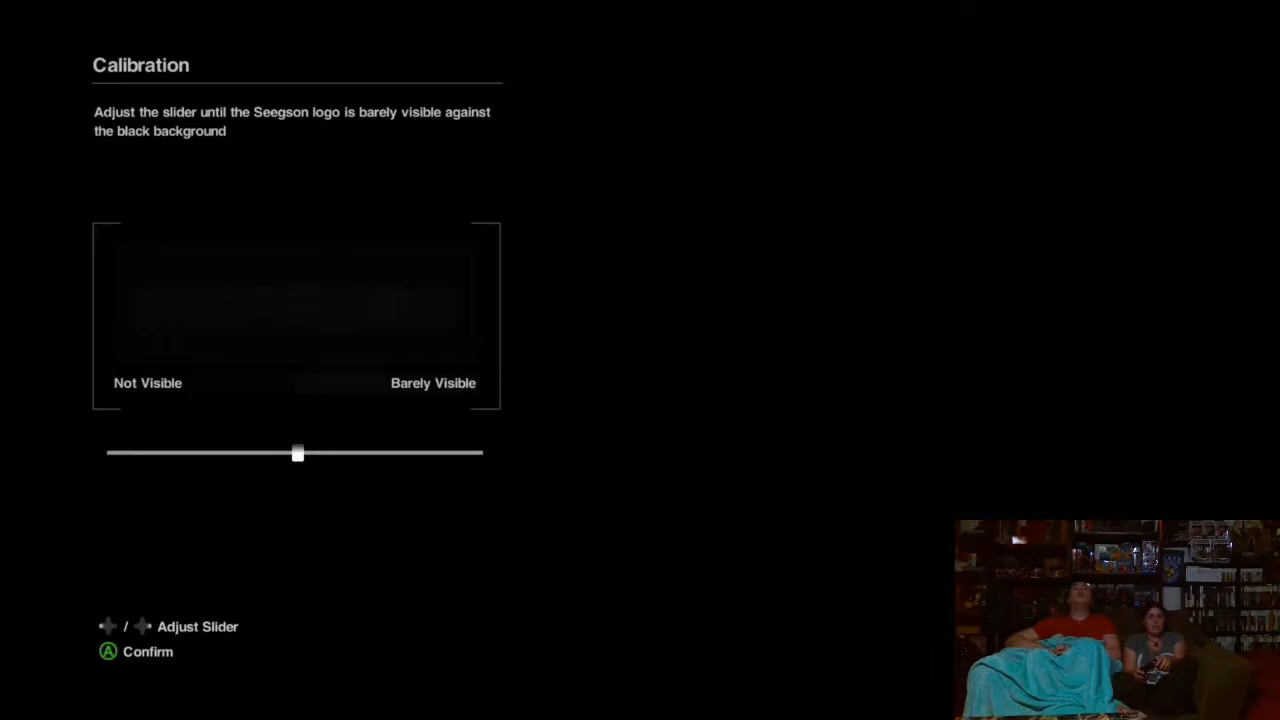 Calibration
Adjust the slider until the Seegson logo is barely visible against
the black background
Not Visible
Barely Visible
/ Adjust Slider
A Confirm